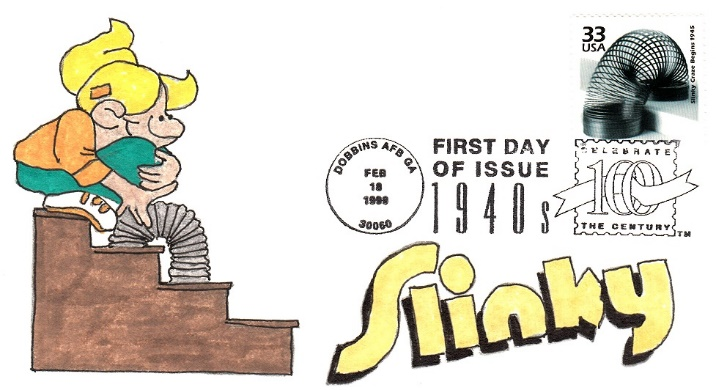 33
USA
Slinky Craze Begins 1945
DOBBINS AFB GA
FEB
18
1999
30060
FIRST DAY
OF ISSUE
1940s
CELEBRATE
100
THE CENTURY
TM
Slinky